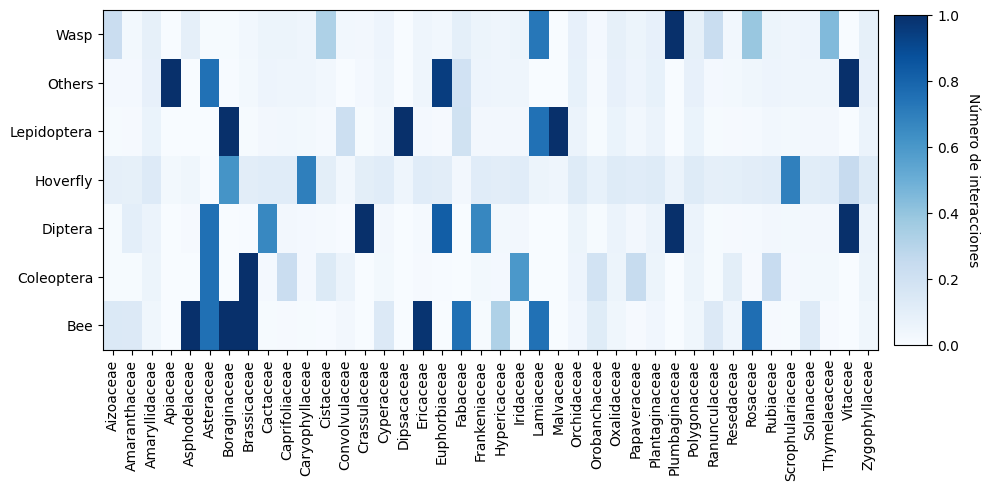 Wasp
Others
Lepidoptera
Hoverfly
Diptera
Coleoptera
Bee
Aizoaceae
Amaranthaceae
Amaryllidaceae
Apiaceae
Asphodelaceae
Asteraceae
Boraginaceae
Brassicaceae
Cactaceae
Caprifoliaceae
Caryophyllaceae
Cistaceae
Convolvulaceae
Crassulaceae
Cyperaceae
Dipsacaceae
Ericaceae
Euphorbiaceae
Fabaceae
Frankeniaceae
Hypericaceae
Iridaceae
Lamiaceae
Malvaceae
Orchidaceae
Orobanchaceae
Oxalidaceae
Papaveraceae
Plantaginaceae
Plumbaginaceae
Polygonaceae
Ranunculaceae
Resedaceae
Rosaceae
Rubiaceae
Scrophulariaceae
Solanaceae
Thymelaeaceae
Vitaceae
Zygophyllaceae
1.0
0.8
0.6
0.4
0.2
0.0
Número de interacciones